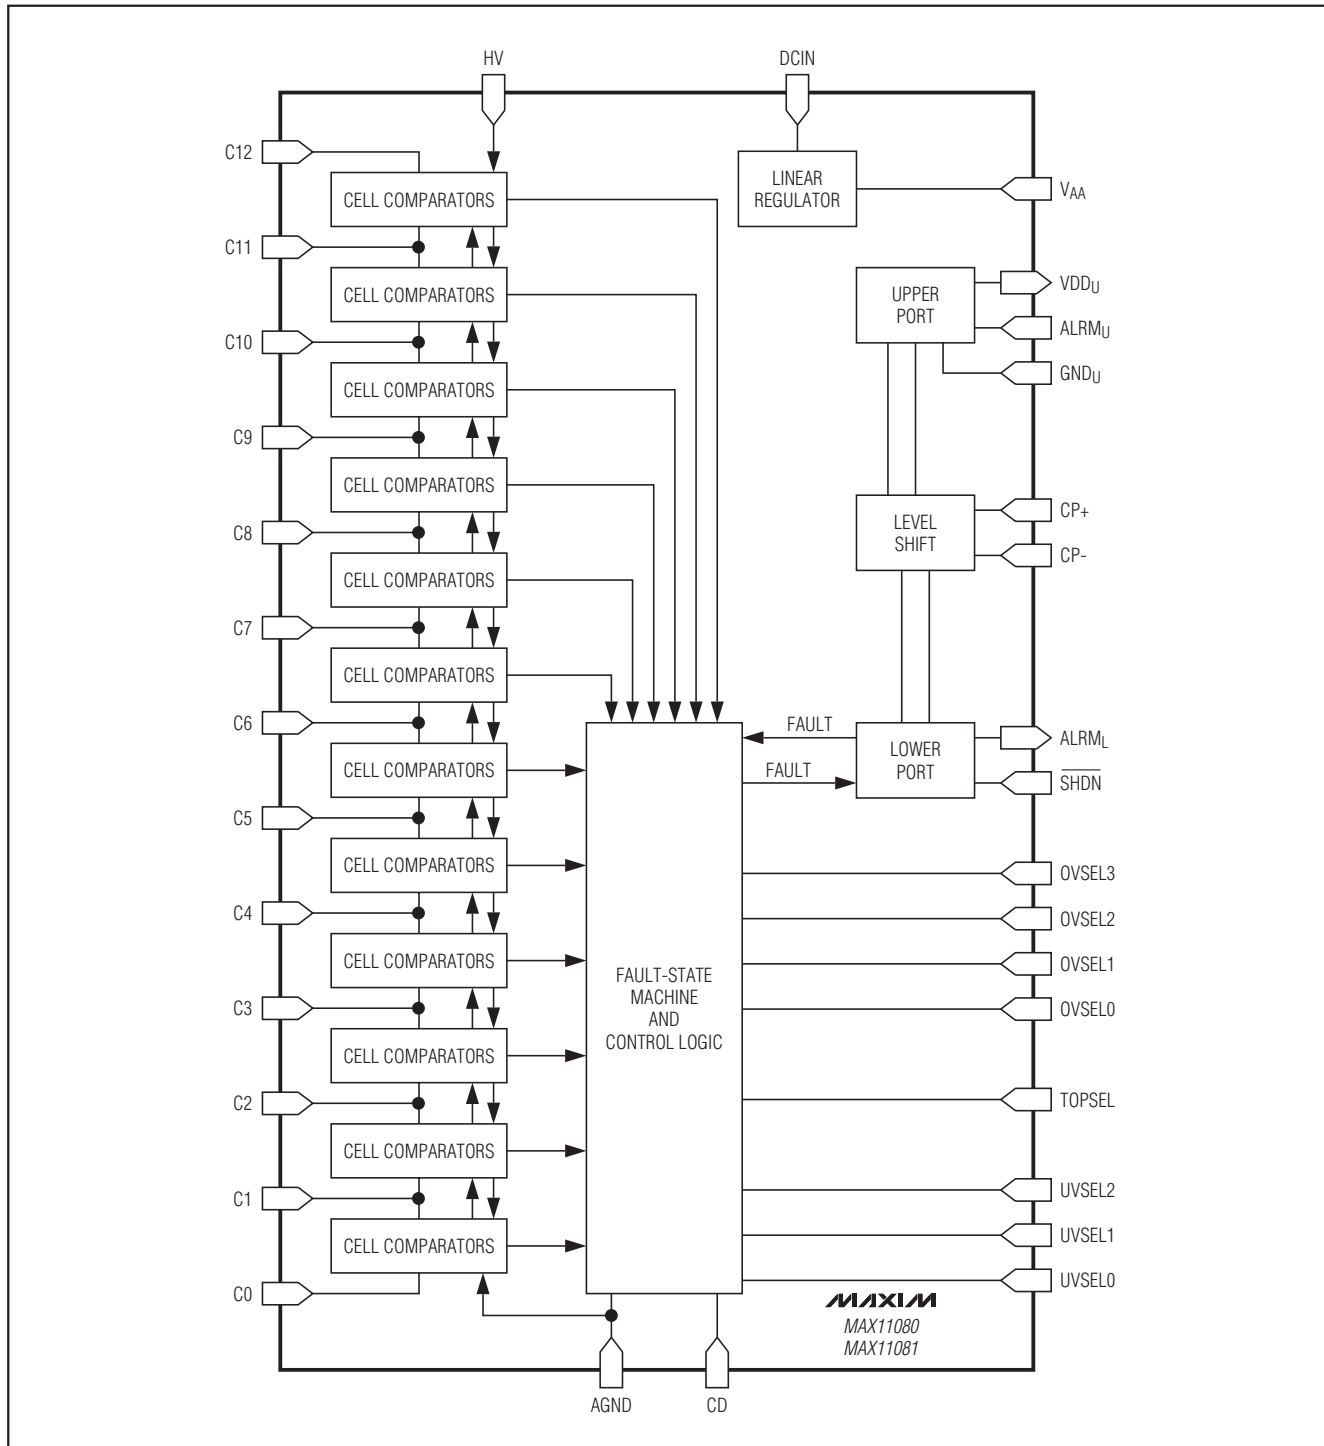 HV
DCIN
C12
CELL COMPARATORS
LINEAR
REGULATOR
VAA
C11
CELL COMPARATORS
UPPER
PORT
VDDU
ALRMU
GNDU
C10
CELL COMPARATORS
C9
CELL COMPARATORS
C8
LEVEL
SHIFT
CP+
CP-
CELL COMPARATORS
C7
CELL COMPARATORS
C6
FAULT
FAULT
LOWER
PORT
ALRML
SHDN
CELL COMPARATORS
C5
CELL COMPARATORS
OVSEL3
C4
OVSEL2
CELL COMPARATORS
OVSEL1
C3
OVSEL0
FAULT-STATE
MACHINE
AND
CONTROL LOGIC
CELL COMPARATORS
C2
TOPSEL
CELL COMPARATORS
C1
UVSEL2
CELL COMPARATORS
UVSEL1
C0
UVSEL0
MAXIM
MAX11080
MAX11081
AGND
CD